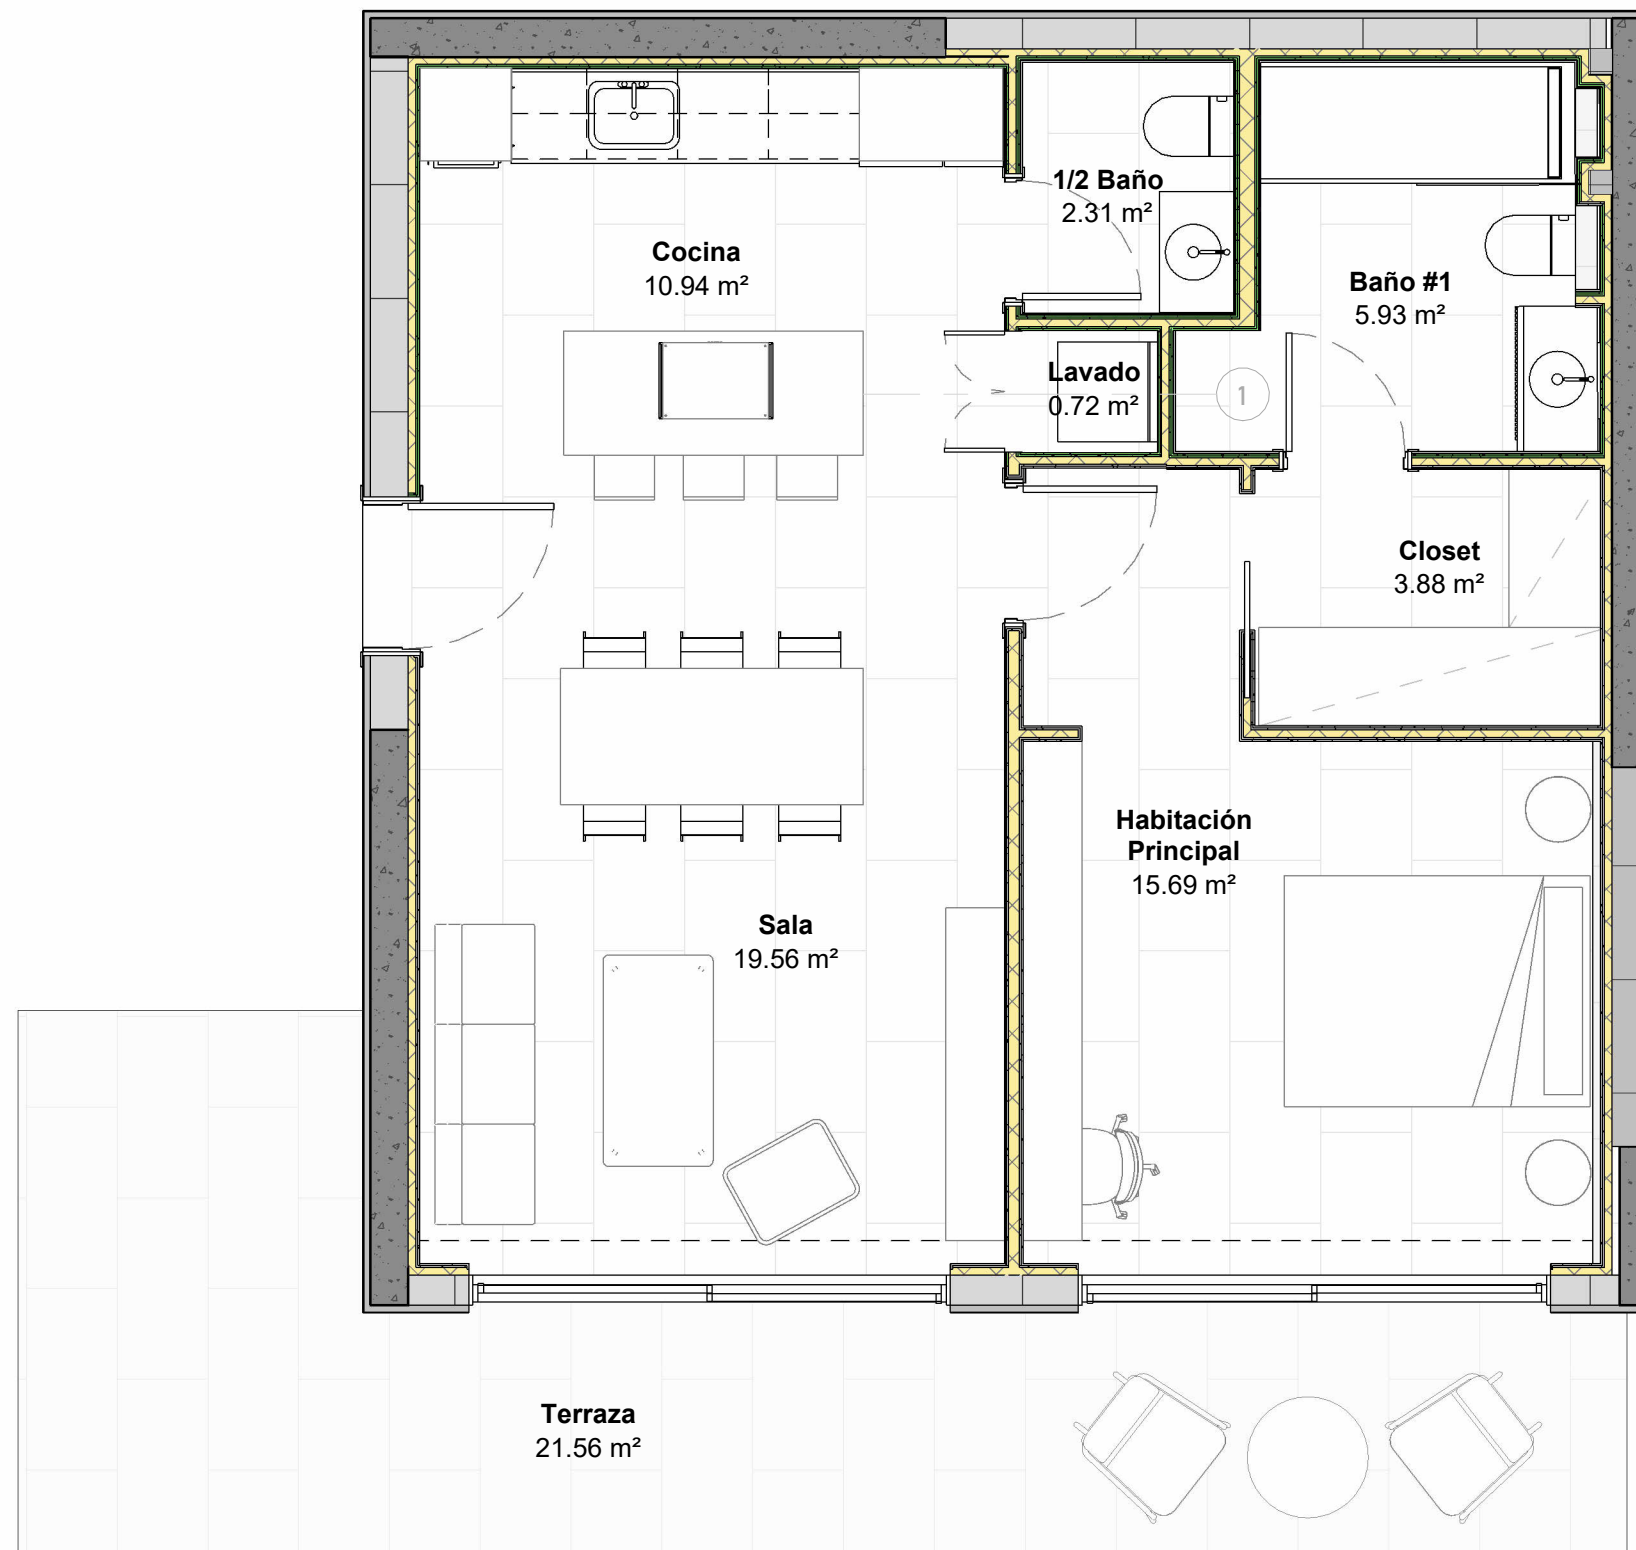 1/2 Baño
2.31 m²
Cocina
10.94 m²
Baño #1
5.93 m²
Lavado
0.72 m²
1
Closet
3.88 m²
Habitación
Principal
15.69 m²
Sala
19.56 m²
Terraza
21.56 m²